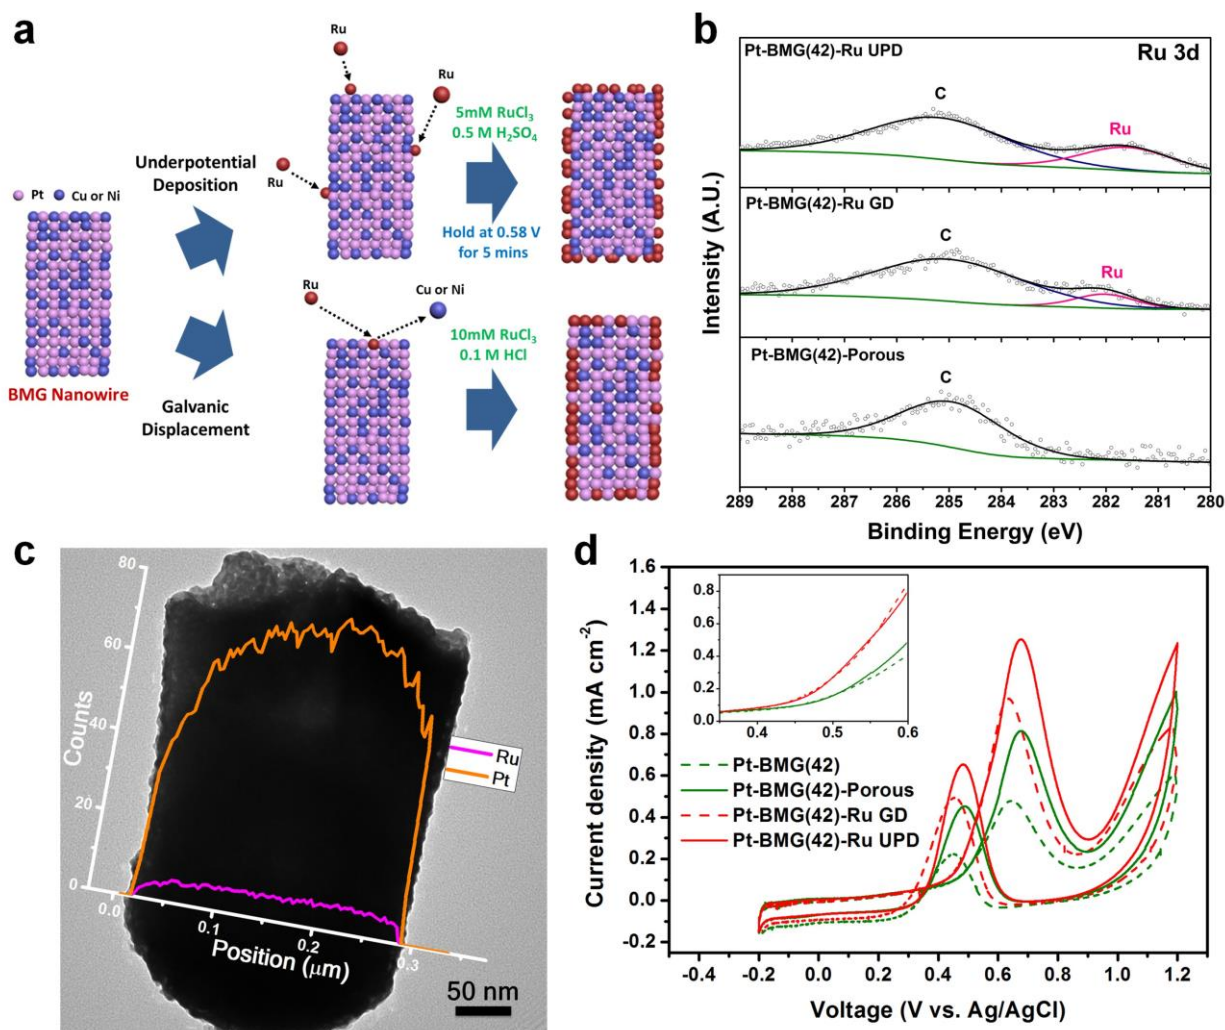 a
Ru
Ru
Ru
Underpotential
Deposition
5mM RuCl3
0.5 M H2SO4
Hold at 0.58 V
for 5 mins
Pt
Cu or Ni
BMG Nanowire
Galvanic
Displacement
Ru
Cu or Ni
10mM RuCl3
0.1 M HCl
b
Pt-BMG(42)-Ru UPD
Ru 3d
C
Ru
Pt-BMG(42)-Ru GD
C
Ru
Pt-BMG(42)-Porous
C
Intensity (A.U.)
289 288 287 286 285 284 283 282 281 280
Binding Energy (eV)
c
80
60
40
20
0
Counts
Ru
Pt
0.0 0.1 0.2 0.3
Position (μm)
50 nm
d
1.6
1.4
1.2
1.0
0.8
0.6
0.4
0.2
0.0
-0.2
Current density (mA cm-2)
0.8
0.6
0.4
0.2
0.0
0.4 0.5 0.6
Pt-BMG(42)
Pt-BMG(42)-Porous
Pt-BMG(42)-Ru GD
Pt-BMG(42)-Ru UPD
-0.4 -0.2 0.0 0.2 0.4 0.6 0.8 1.0 1.2
Voltage (V vs. Ag/AgCl)